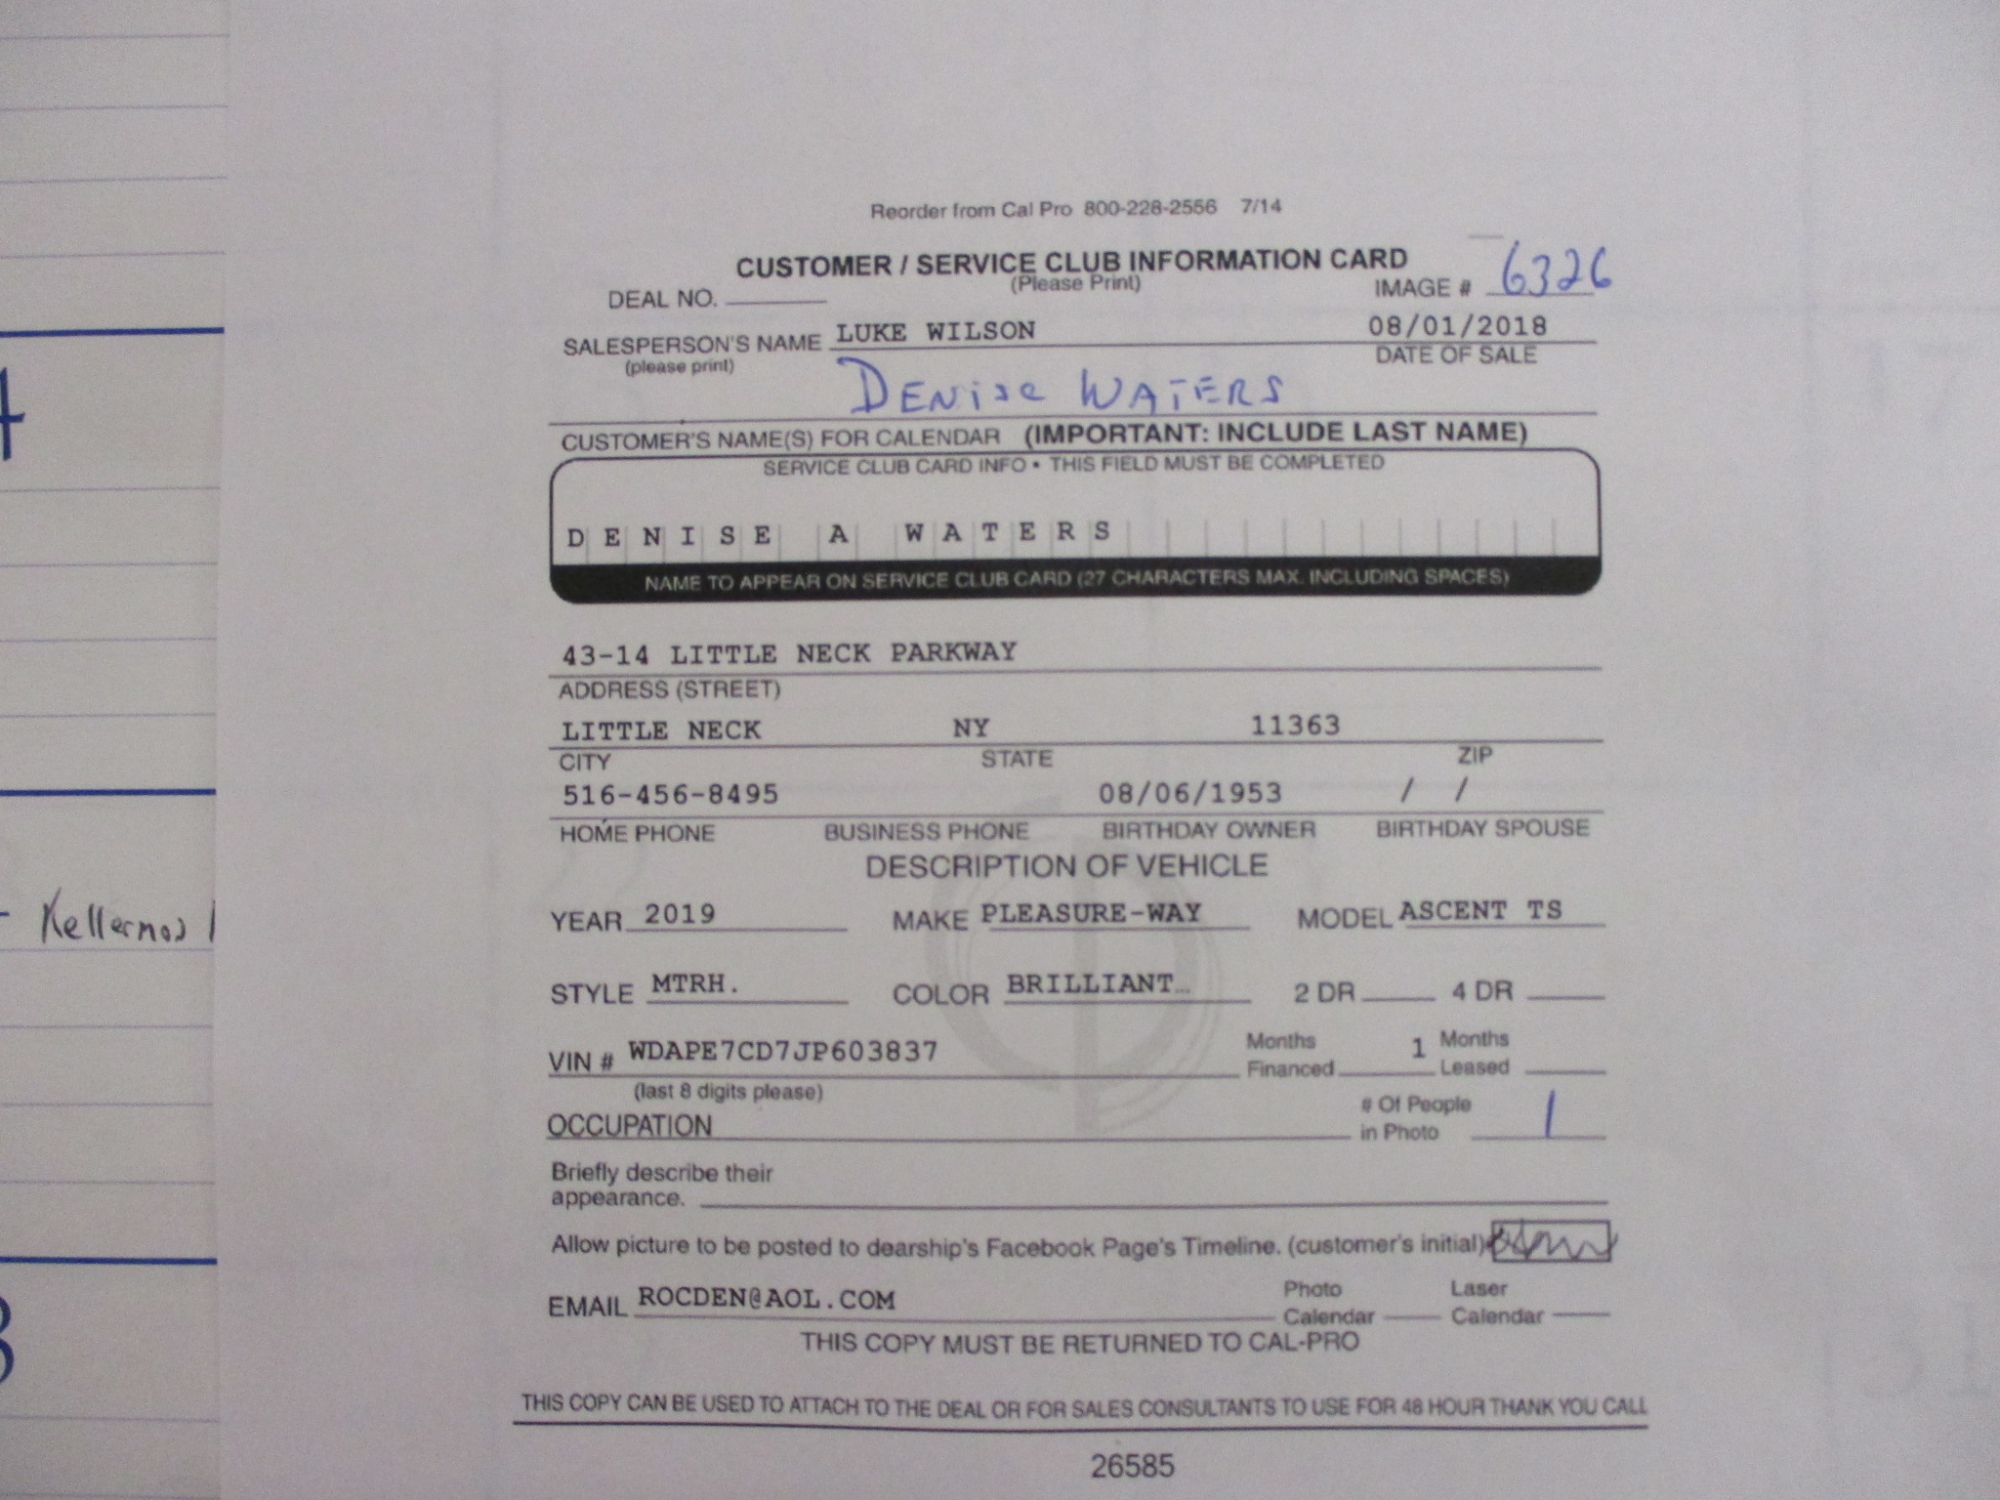 Reorder from Cal Pro 800-228-2556 7/14
CUSTOMER / SERVICE CLUB INFORMATION CARD
(Please Print)
DEAL NO.
IMAGE # 6326
SALESPERSON'S NAME LUKE WILSON 08/01/2018
(please print) DATE OF SALE
DENISE WATERS
CUSTOMER'S NAME(S) FOR CALENDAR (IMPORTANT: INCLUDE LAST NAME)
SERVICE CLUB CARD INFO • THIS FIELD MUST BE COMPLETED
DENISE A WATERS
NAME TO APPEAR ON SERVICE CLUB CARD (27 CHARACTERS MAX. INCLUDING SPACES)
43-14 LITTLE NECK PARKWAY
ADDRESS (STREET)
LITTLE NECK NY 11363
CITY STATE ZIP
516-456-8495 08/06/1953 / /
HOME PHONE BUSINESS PHONE BIRTHDAY OWNER BIRTHDAY SPOUSE
DESCRIPTION OF VEHICLE
YEAR 2019 MAKE PLEASURE-WAY MODEL ASCENT TS
STYLE MTRH. COLOR BRILLIANT 2 DR 4 DR
VIN # WDAPE7CD7JP603837 Months Financed 1 Months Leased
(last 8 digits please)
OCCUPATION # Of People in Photo 1
Briefly describe their
appearance.
Allow picture to be posted to dearship's Facebook Page's Timeline. (customer's initial)
EMAIL ROCDEN@AOL.COM Photo Calendar Laser Calendar
THIS COPY MUST BE RETURNED TO CAL-PRO
THIS COPY CAN BE USED TO ATTACH TO THE DEAL OR FOR SALES CONSULTANTS TO USE FOR 48 HOUR THANK YOU CALL
26585